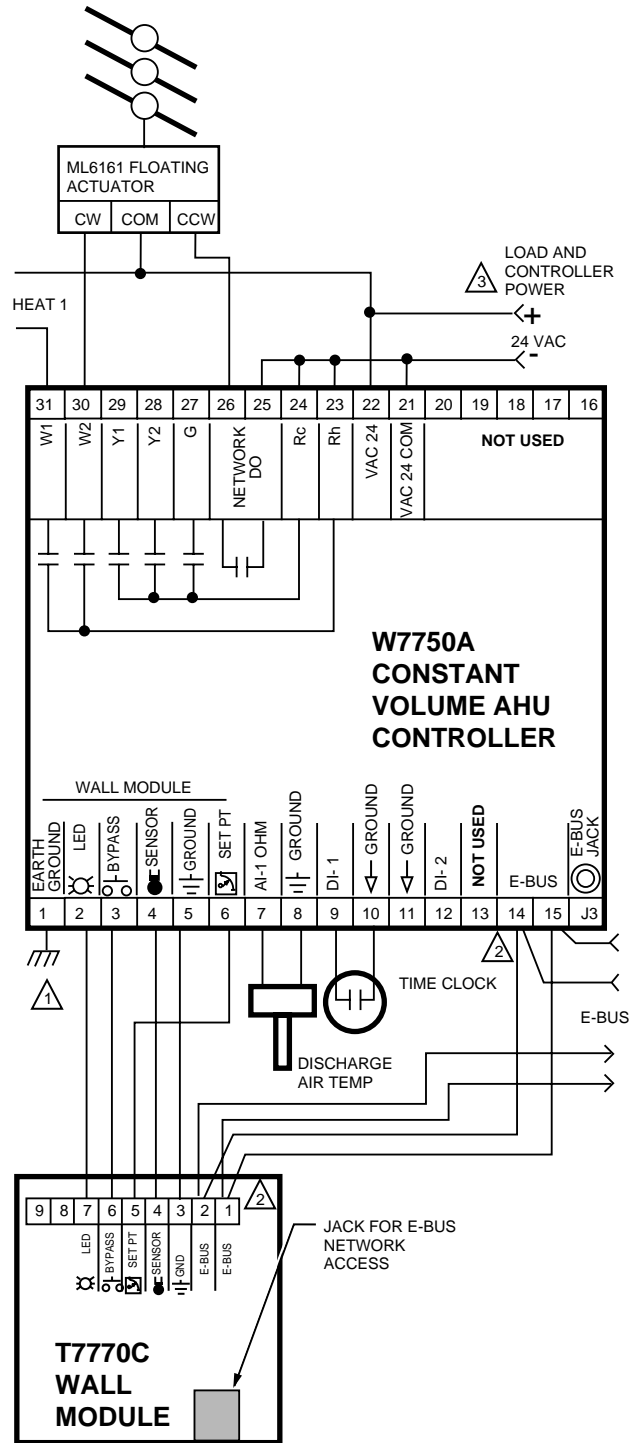 ML6161 FLOATING
ACTUATOR
CW COM CCW
HEAT 1
3
LOAD AND
CONTROLLER
POWER
+
24 VAC
-
31 30 29 28 27 26 25 24 23 22 21 20 19 18 17 16
W1
W2
Y1
Y2
G
NETWORK
DO
Rc
Rh
VAC 24
VAC 24 COM
NOT USED
W7750A
CONSTANT
VOLUME AHU
CONTROLLER
WALL MODULE
EARTH
GROUND
LED
BYPASS
SENSOR
GROUND
SET PT
AI-1 OHM
GROUND
DI- 1
GROUND
GROUND
DI- 2
NOT USED
E-BUS
E-BUS
JACK
1 2 3 4 5 6 7 8 9 10 11 12 13 14 15 J3
1
2
TIME CLOCK
E-BUS
DISCHARGE
AIR TEMP
2
9 8 7 6 5 4 3 2 1
LED
BYPASS
SET PT
SENSOR
GND
E-BUS
E-BUS
JACK FOR E-BUS
NETWORK
ACCESS
T7770C
WALL
MODULE